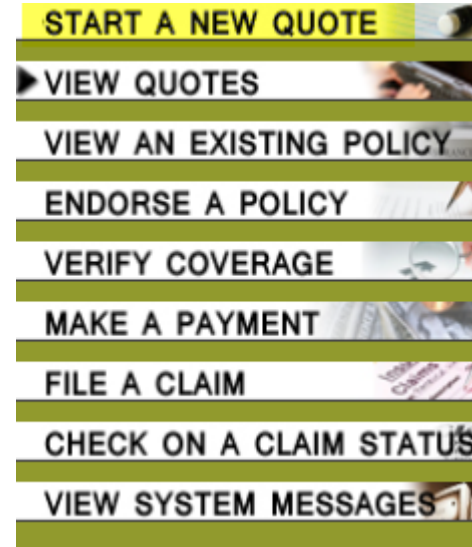 START A NEW QUOTE
VIEW QUOTES
VIEW AN EXISTING POLICY
ENDORSE A POLICY
VERIFY COVERAGE
MAKE A PAYMENT
FILE A CLAIM
Claims
CHECK ON A CLAIM STATUS
VIEW SYSTEM MESSAGES